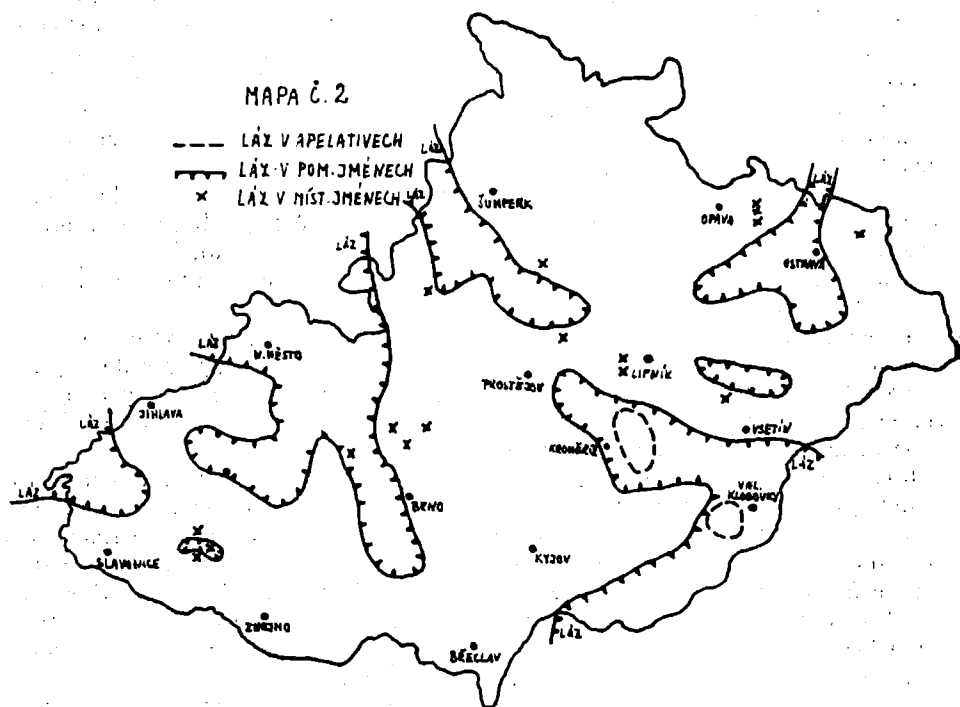 MAPA Č. 2
LÁZ V APELATIVECH
LÁZ V POM. JMÉNECH
LÁZ V MÍST. JMÉNECH
LÁZ
LÁZ
ŠUMPERK
OPAVA
LÁZ
OSTRAVA
LÁZ
LÁZ
N. MĚSTO
PROSTĚJOV
LIPNÍK
JIHLAVA
LÁZ
VSETÍN
KROMĚŘÍŽ
LÁZ
VAL.
KLOBOUKY
LÁZ
BRNO
SLAVONICE
KYJOV
ZNOJMO
LÁZ
BŘECLAV